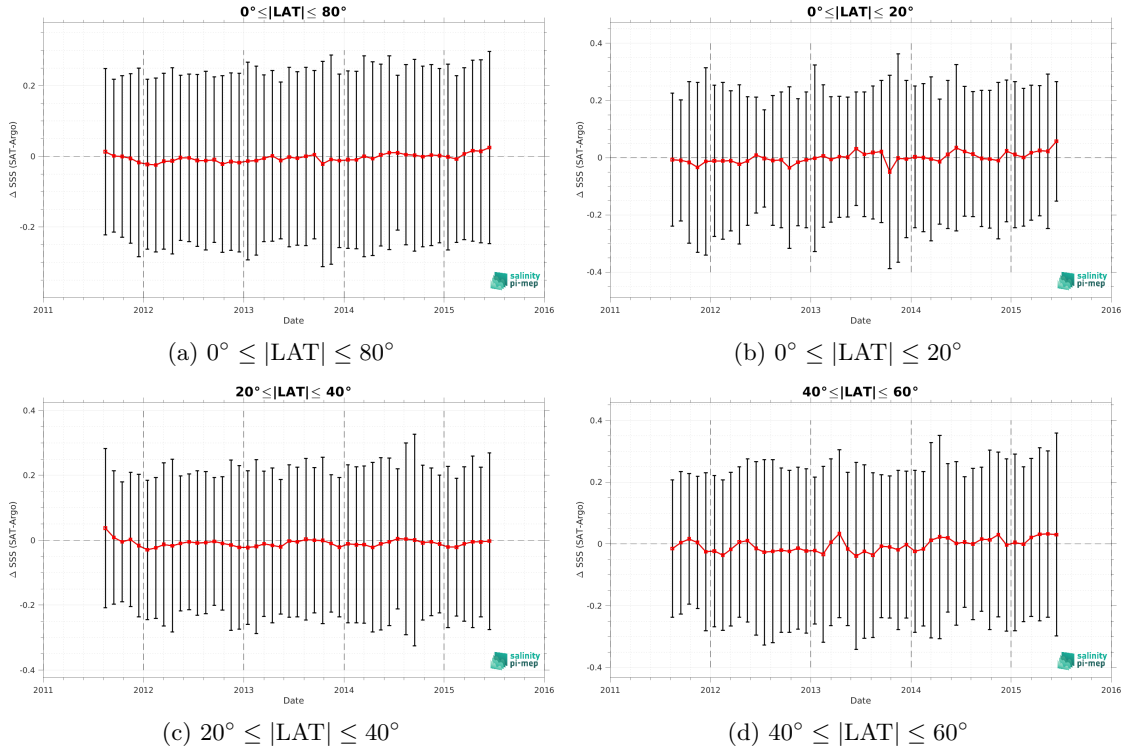 0°≤|LAT|≤ 80°
Δ SSS (SAT-Argo)
0.2
0
-0.2
salinity
pi-mep
2011 2012 2013 2014 2015 2016
Date
(a) 0° ≤ |LAT| ≤ 80°
0°≤|LAT|≤ 20°
Δ SSS (SAT-Argo)
0.4
0.2
0
-0.2
-0.4
salinity
pi-mep
2011 2012 2013 2014 2015 2016
Date
(b) 0° ≤ |LAT| ≤ 20°
20°≤|LAT|≤ 40°
Δ SSS (SAT-Argo)
0.4
0.2
0
-0.2
-0.4
salinity
pi-mep
2011 2012 2013 2014 2015 2016
Date
(c) 20° ≤ |LAT| ≤ 40°
40°≤|LAT|≤ 60°
Δ SSS (SAT-Argo)
0.4
0.2
0
-0.2
-0.4
salinity
pi-mep
2011 2012 2013 2014 2015 2016
Date
(d) 40° ≤ |LAT| ≤ 60°